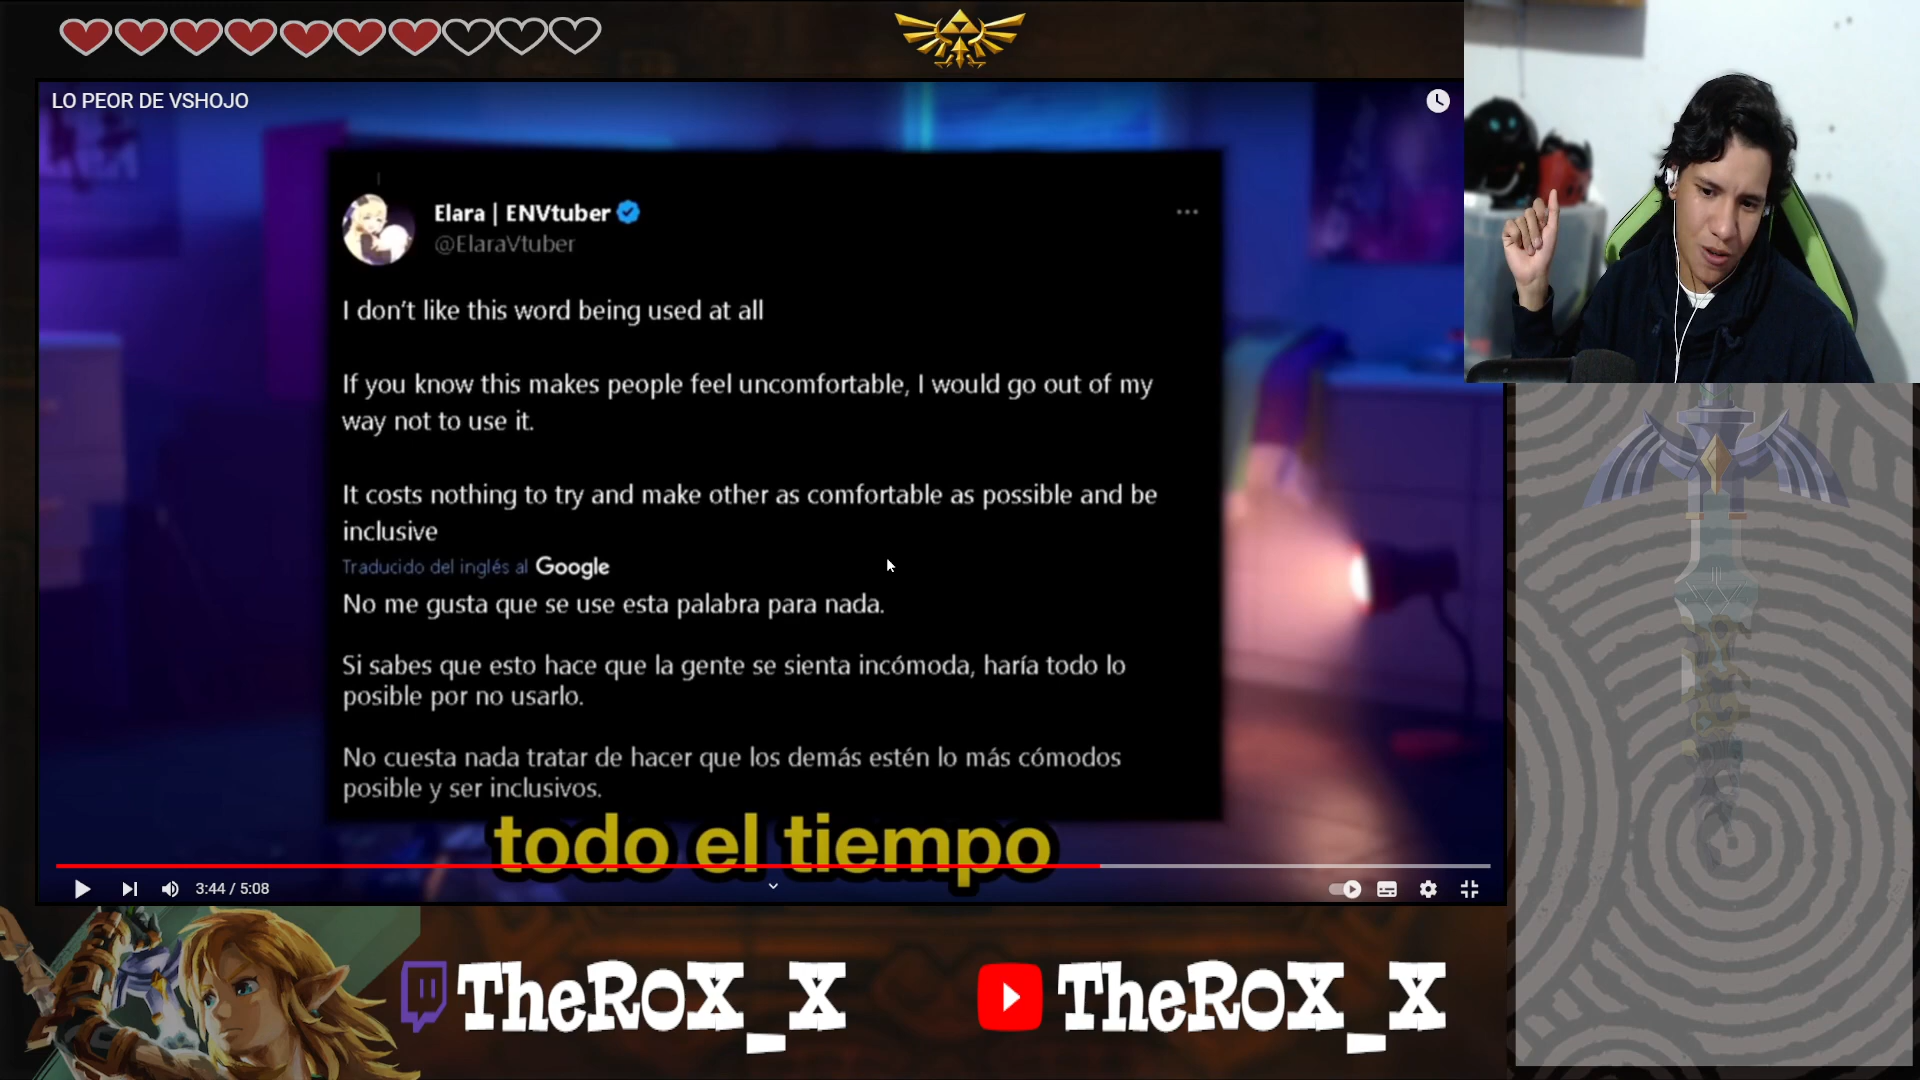 LO PEOR DE VSHOJO
Elara | ENVtuber
@ElaraVtuber
I don't like this word being used at all
If you know this makes people feel uncomfortable, I would go out of my
way not to use it.
It costs nothing to try and make other as comfortable as possible and be
inclusive
Traducido del inglés al Google
No me gusta que se use esta palabra para nada.
Si sabes que esto hace que la gente se sienta incómoda, haría todo lo
posible por no usarlo.
No cuesta nada tratar de hacer que los demás estén lo más cómodos
posible y ser inclusivos.
todo el tiempo
3:44 / 5:08
TheROX_X
TheROX_X